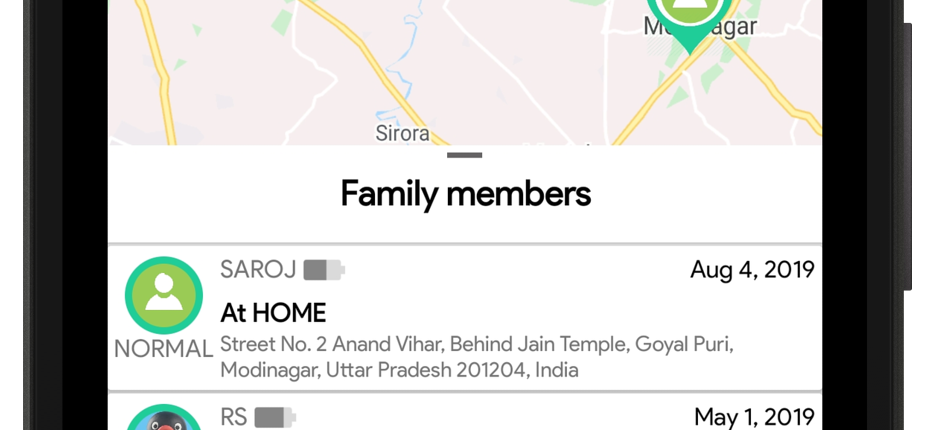 Sirora
Family members
SAROJ
Aug 4, 2019
At HOME
NORMAL
Street No. 2 Anand Vihar, Behind Jain Temple, Goyal Puri,
Modinagar, Uttar Pradesh 201204, India
RS
May 1, 2019